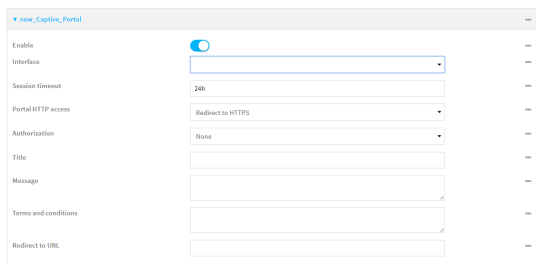 new_Captive_Portal
Enable
Interface
Session timeout
24h
Portal HTTP access
Redirect to HTTPS
Authorization
None
Title
Message
Terms and conditions
Redirect to URL